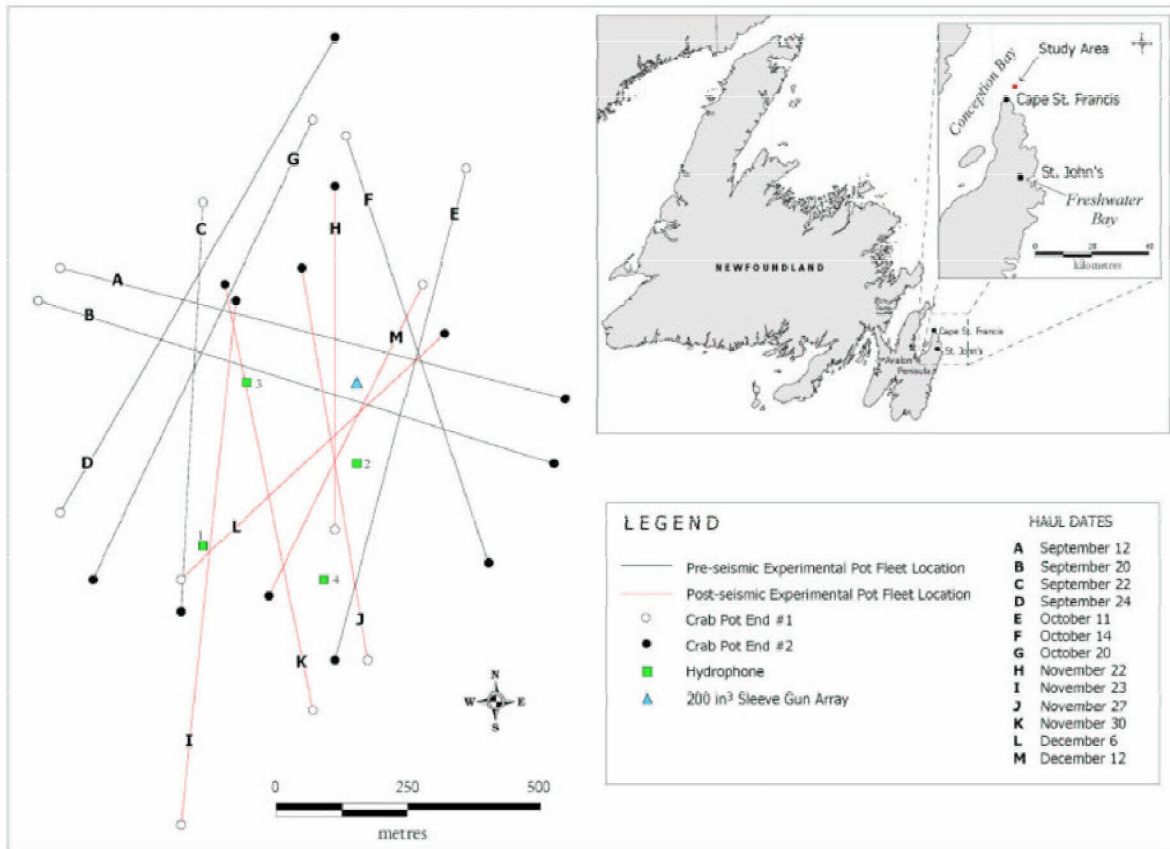 G
F
E
C
H
A
B
M
3
D
2
L
1
4
J
K
I
N
W E
S
0 250 500
metres
NEWFOUNDLAND
Cape St. Francis
St. John's
Avalon
Peninsula
Conception Bay
Study Area
Cape St. Francis
St. John's
Freshwater
Bay
0 20 40
kilometres
LEGEND
Pre-seismic Experimental Pot Fleet Location
Post-seismic Experimental Pot Fleet Location
Crab Pot End #1
Crab Pot End #2
Hydrophone
200 in³ Sleeve Gun Array
HAUL DATES
A September 12
B September 20
C September 22
D September 24
E October 11
F October 14
G October 20
H November 22
I November 23
J November 27
K November 30
L December 6
M December 12